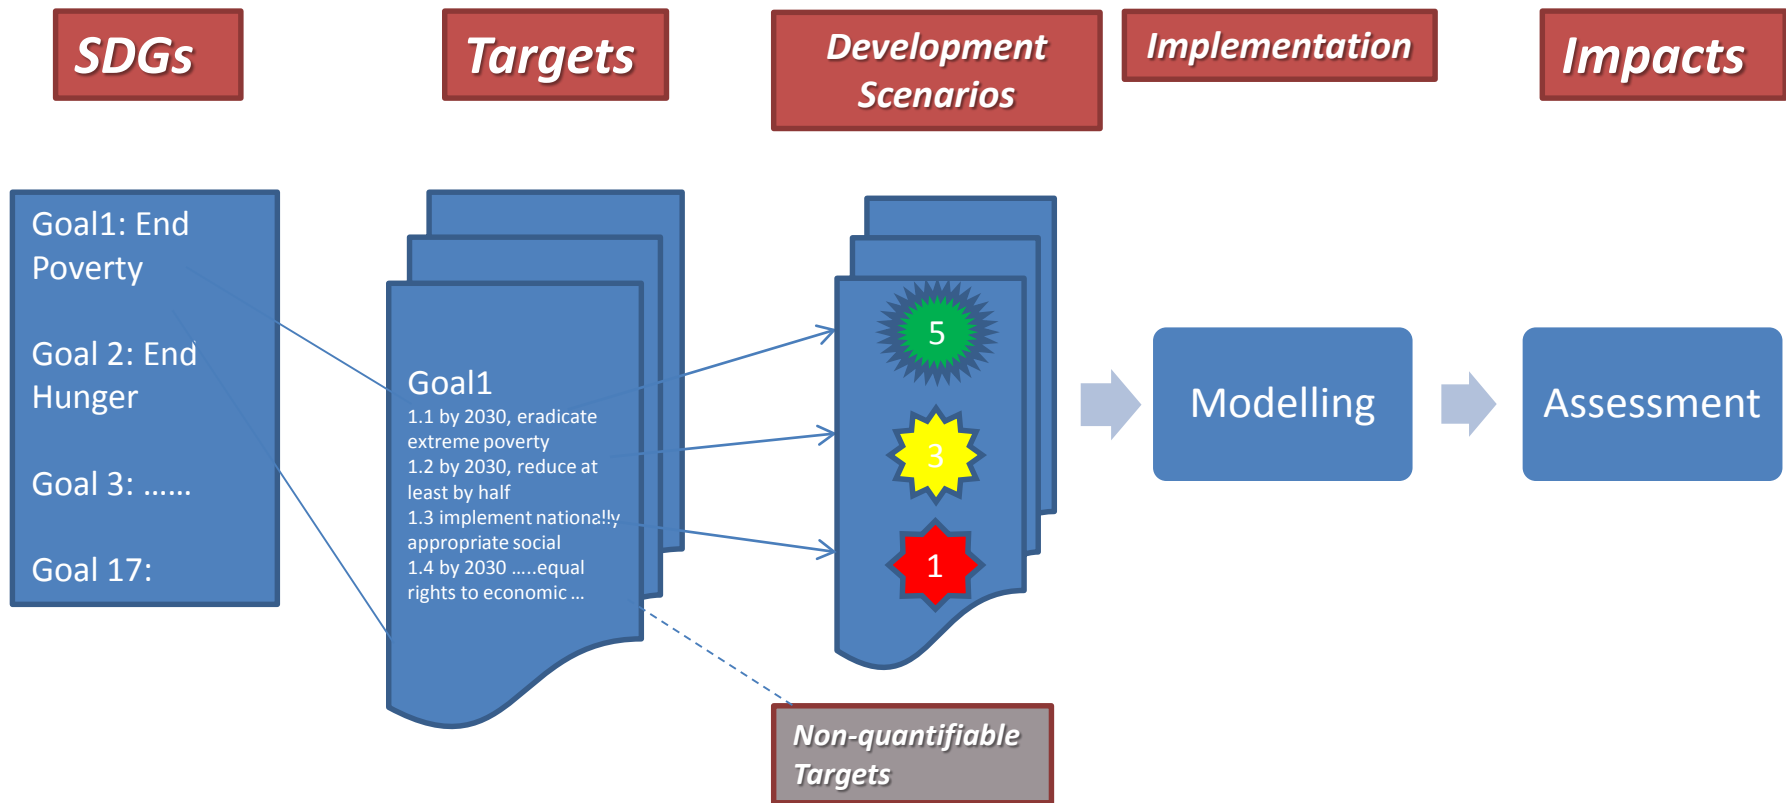 SDGs
Targets
Development
Scenarios
Implementation
Impacts
Goal1: End
Poverty
Goal 2: End
Hunger
Goal 3: ......
Goal 17:
Goal1
1.1 by 2030, eradicate
extreme poverty
1.2 by 2030, reduce at
least by half
1.3 implement nationally
appropriate social
1.4 by 2030 .....equal
rights to economic ...
5
3
1
Modelling
Assessment
Non-quantifiable
Targets